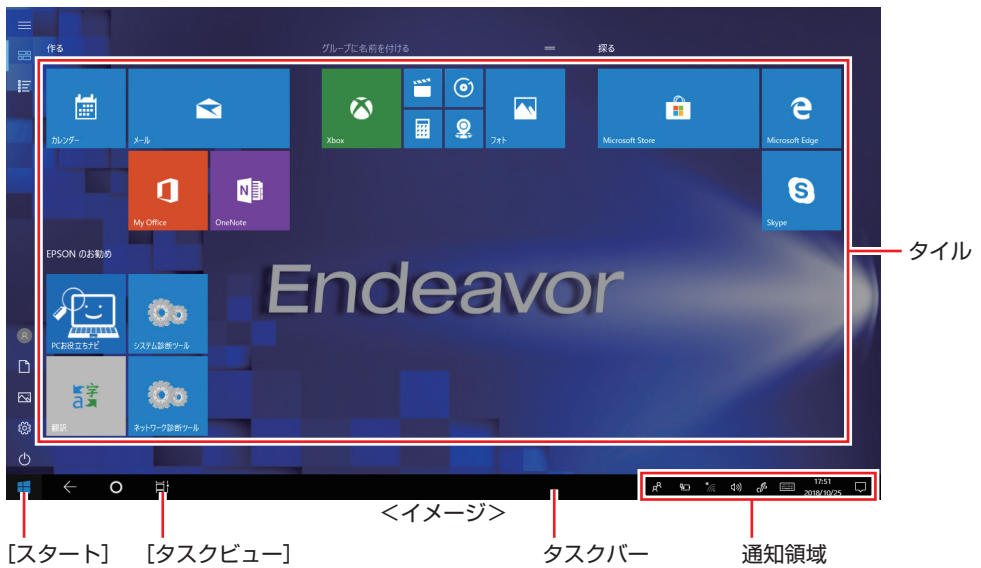 作る
グループに名前を付ける
探る
カレンダー
メール
Xbox
フォト
Microsoft Store
Microsoft Edge
My Office
OneNote
Skype
タイル
EPSON のお勧め
Endeavor
PCお役立ちナビ
システム診断ツール
字
a
翻訳
ネットワーク診断ツール
17:51
2018/10/25
＜イメージ＞
[スタート]
[タスクビュー]
タスクバー
通知領域